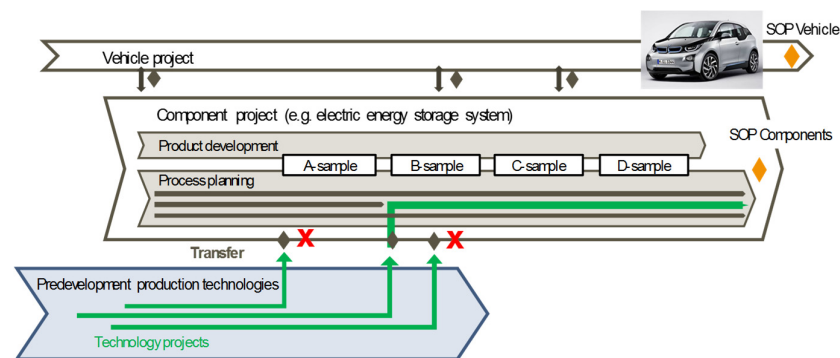 SOP Vehicle
Vehicle project
Component project (e.g. electric energy storage system)
SOP Components
Product development
A-sample
B-sample
C-sample
D-sample
Process planning
Transfer
Predevelopment production technologies
Technology projects